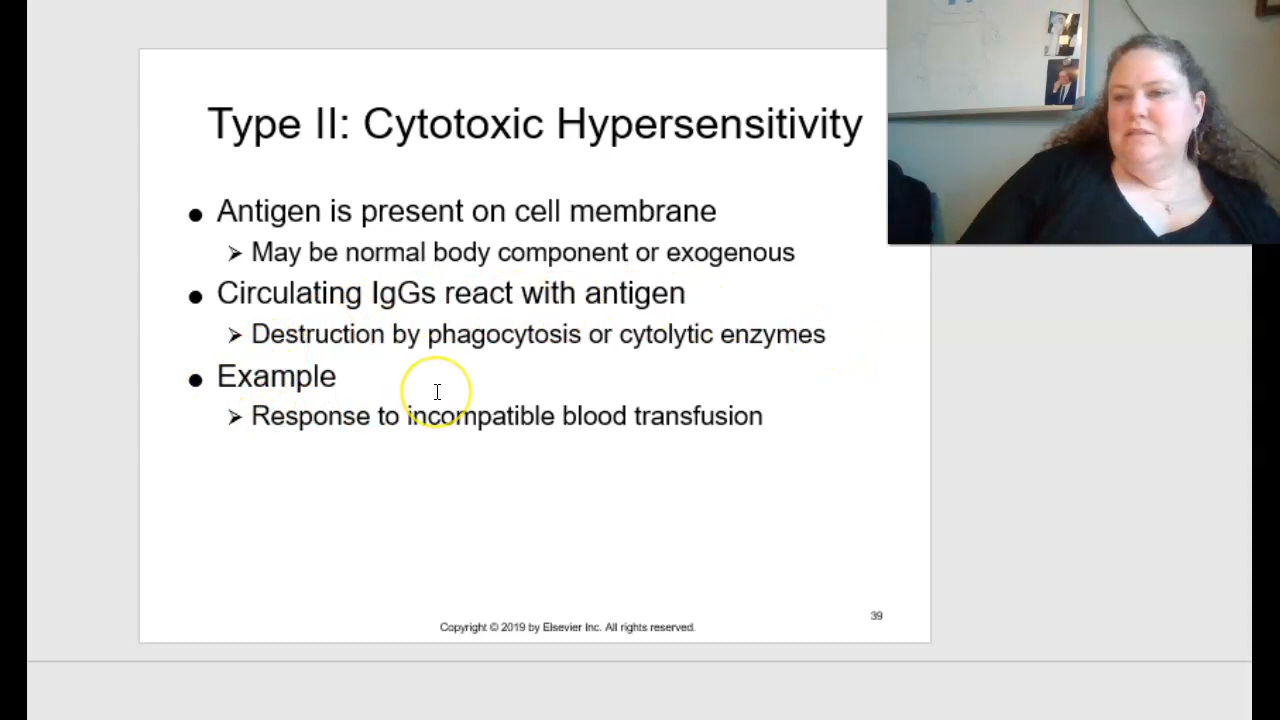 Type II: Cytotoxic Hypersensitivity
● Antigen is present on cell membrane
➢ May be normal body component or exogenous
● Circulating IgGs react with antigen
➢ Destruction by phagocytosis or cytolytic enzymes
● Example
➢ Response to incompatible blood transfusion
39
Copyright © 2019 by Elsevier Inc. All rights reserved.